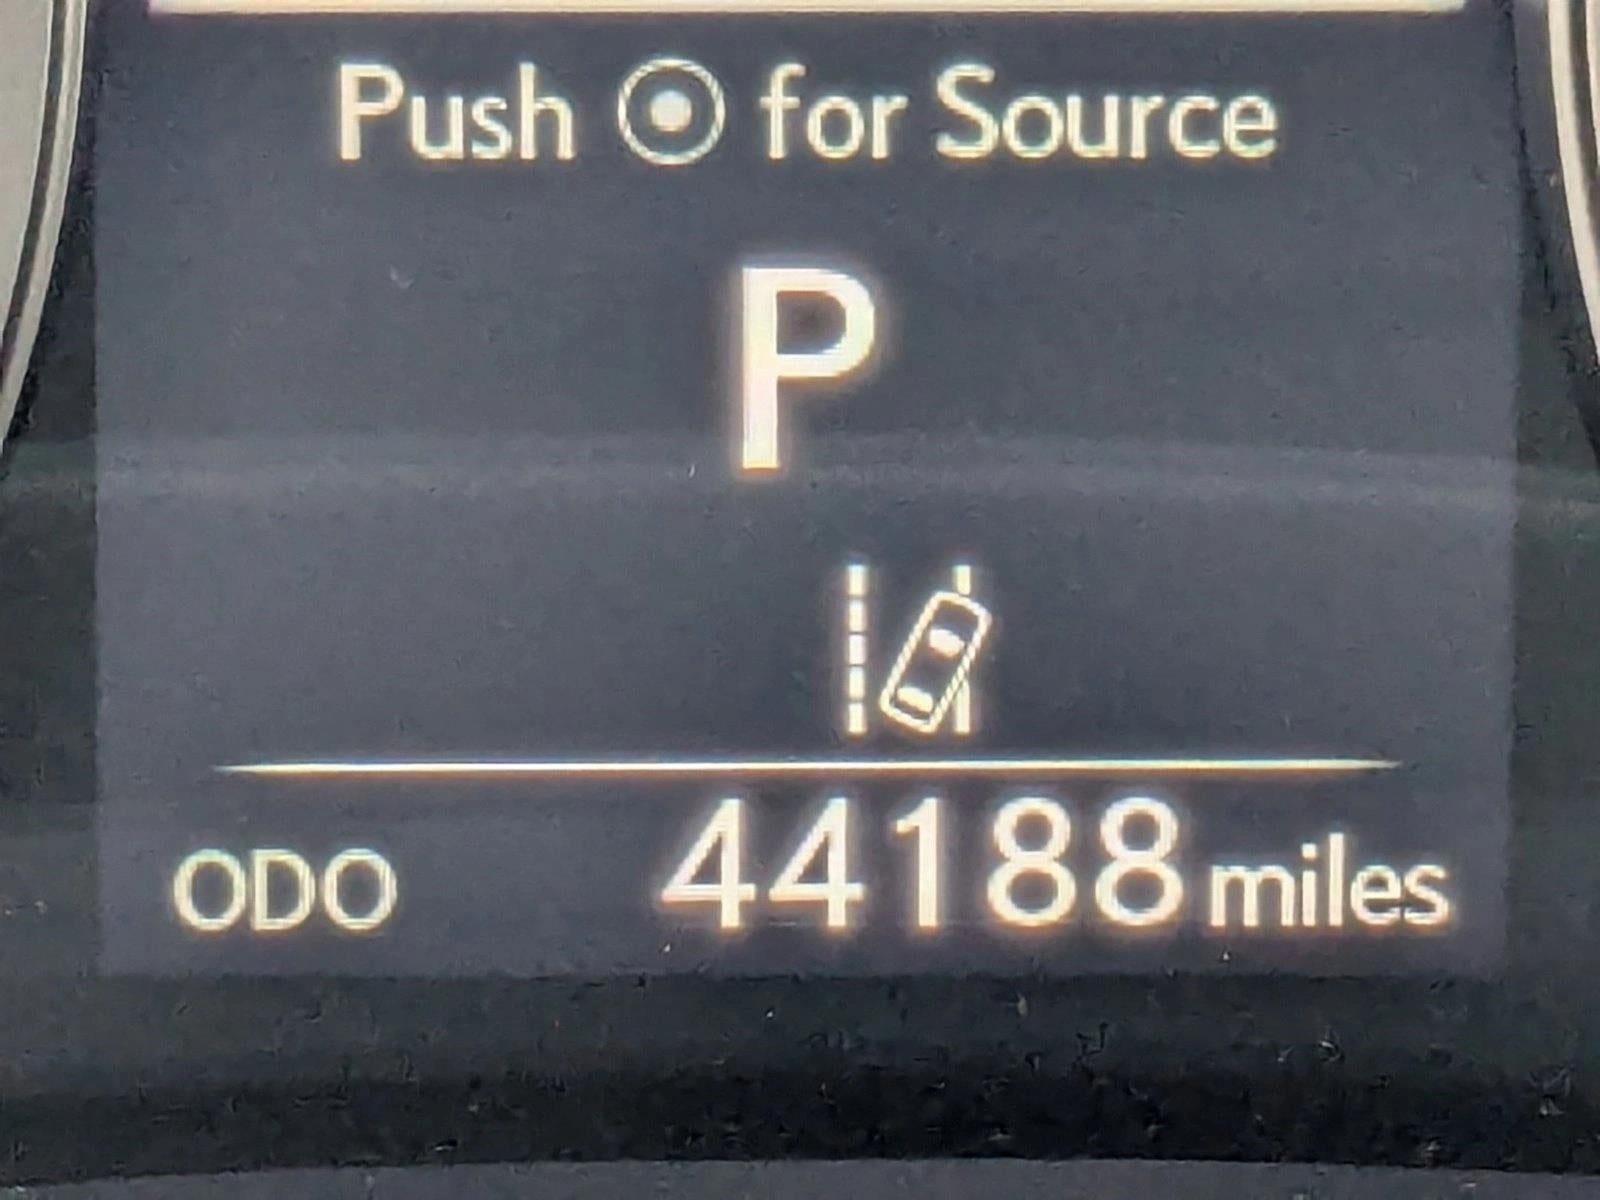 Push for Source
P
ODO 44188 miles